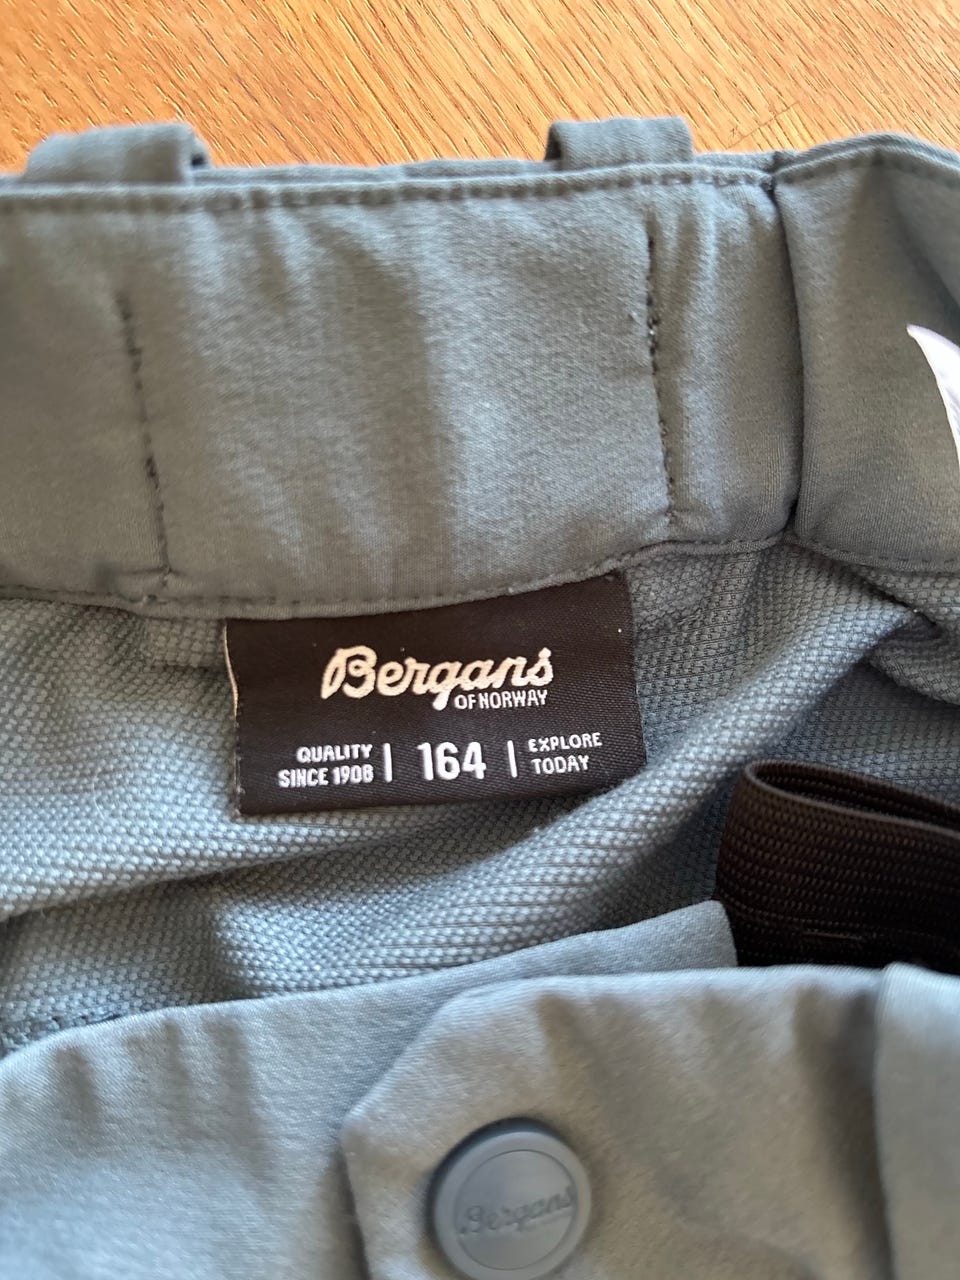 Bergans
OF NORWAY
QUALITY
SINCE 1908
| 164 |
EXPLORE
TODAY
Bergans